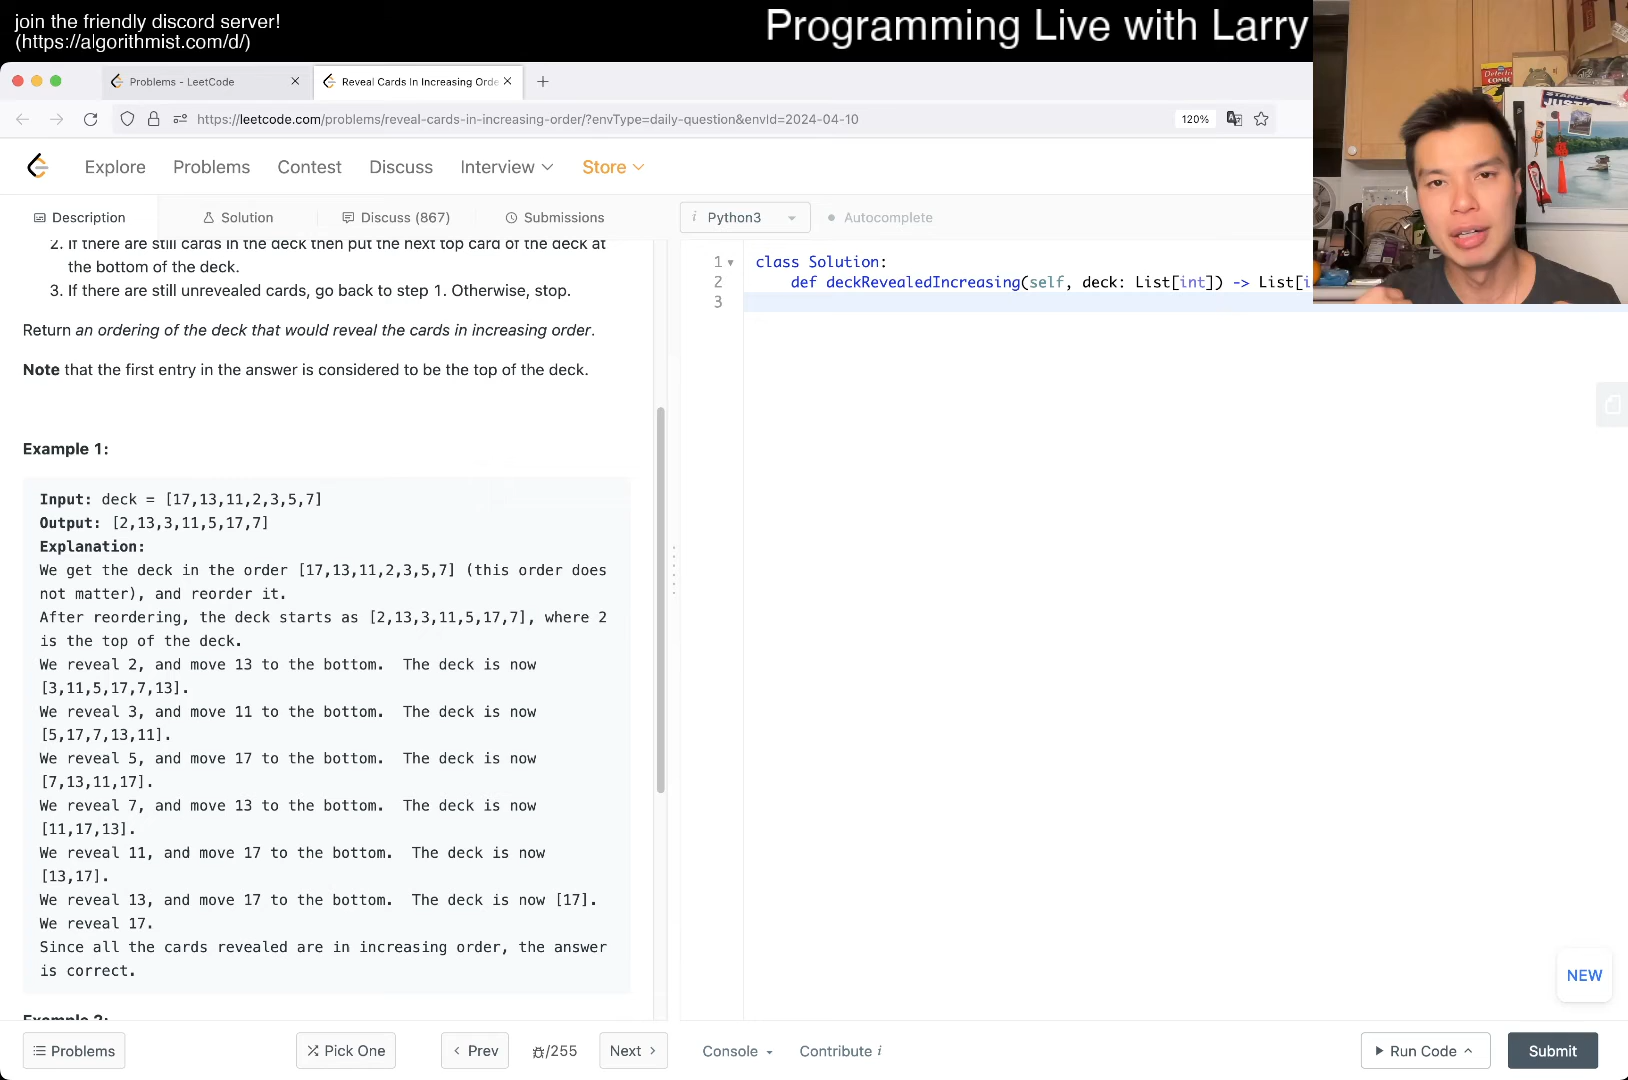 join the friendly discord server!
(https://algorithmist.com/d/)
Programming Live with Larry
Problems - LeetCode
Reveal Cards In Increasing Orde
https://leetcode.com/problems/reveal-cards-in-increasing-order/?envType=daily-question&envId=2024-04-10
120%
Explore
Problems
Contest
Discuss
Interview
Store
Description
Solution
Discuss (867)
Submissions
i Python3
Autocomplete
2. If there are still cards in the deck then put the next top card of the deck at
the bottom of the deck.
3. If there are still unrevealed cards, go back to step 1. Otherwise, stop.
Return an ordering of the deck that would reveal the cards in increasing order.
Note that the first entry in the answer is considered to be the top of the deck.
Example 1:
Input: deck = [17,13,11,2,3,5,7]
Output: [2,13,3,11,5,17,7]
Explanation:
We get the deck in the order [17,13,11,2,3,5,7] (this order does
not matter), and reorder it.
After reordering, the deck starts as [2,13,3,11,5,17,7], where 2
is the top of the deck.
We reveal 2, and move 13 to the bottom.  The deck is now
[3,11,5,17,7,13].
We reveal 3, and move 11 to the bottom.  The deck is now
[5,17,7,13,11].
We reveal 5, and move 17 to the bottom.  The deck is now
[7,13,11,17].
We reveal 7, and move 13 to the bottom.  The deck is now
[11,17,13].
We reveal 11, and move 17 to the bottom.  The deck is now
[13,17].
We reveal 13, and move 17 to the bottom.  The deck is now [17].
We reveal 17.
Since all the cards revealed are in increasing order, the answer
is correct.
Example 2:
1 class Solution:
2     def deckRevealedIncreasing(self, deck: List[int]) -> List[i
3
NEW
Problems
Pick One
Prev
/255
Next
Console
Contribute i
Run Code
Submit